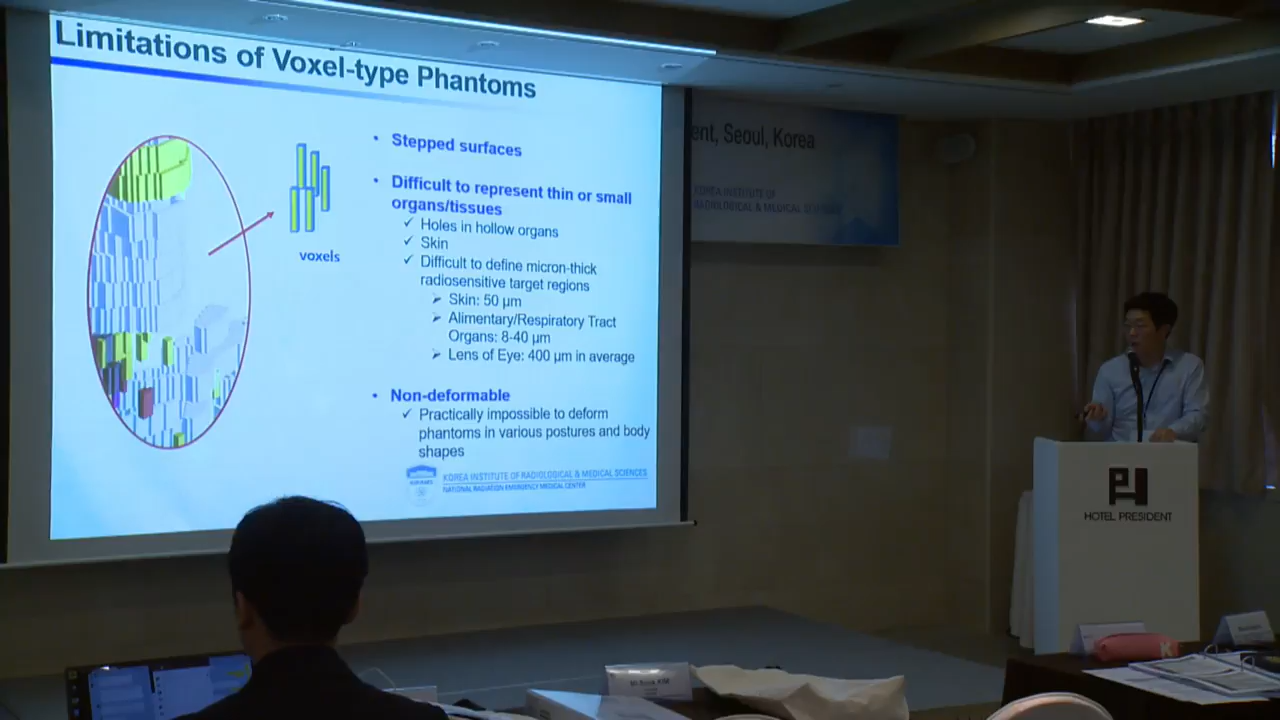 Limitations of Voxel-type Phantoms
voxels
• Stepped surfaces
• Difficult to represent thin or small
organs/tissues
✓ Holes in hollow organs
✓ Skin
✓ Difficult to define micron-thick
radiosensitive target regions
➤ Skin: 50 μm
➤ Alimentary/Respiratory Tract
Organs: 8-40 μm
➤ Lens of Eye: 400 μm in average
• Non-deformable
✓ Practically impossible to deform
phantoms in various postures and body
shapes
KOREA INSTITUTE OF RADIOLOGICAL & MEDICAL SCIENCES
NATIONAL RADIATION EMERGENCY MEDICAL CENTER
ent, Seoul, Korea
KOREA INSTITUTE OF
RADIOLOGICAL & MEDICAL SCIENCES
HOTEL PRESIDENT
K